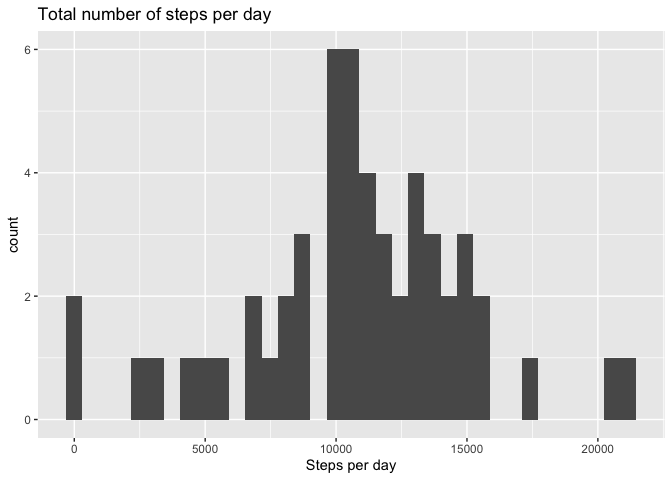 Total number of steps per day
6
4
2
0
count
0 5000 10000 15000 20000
Steps per day